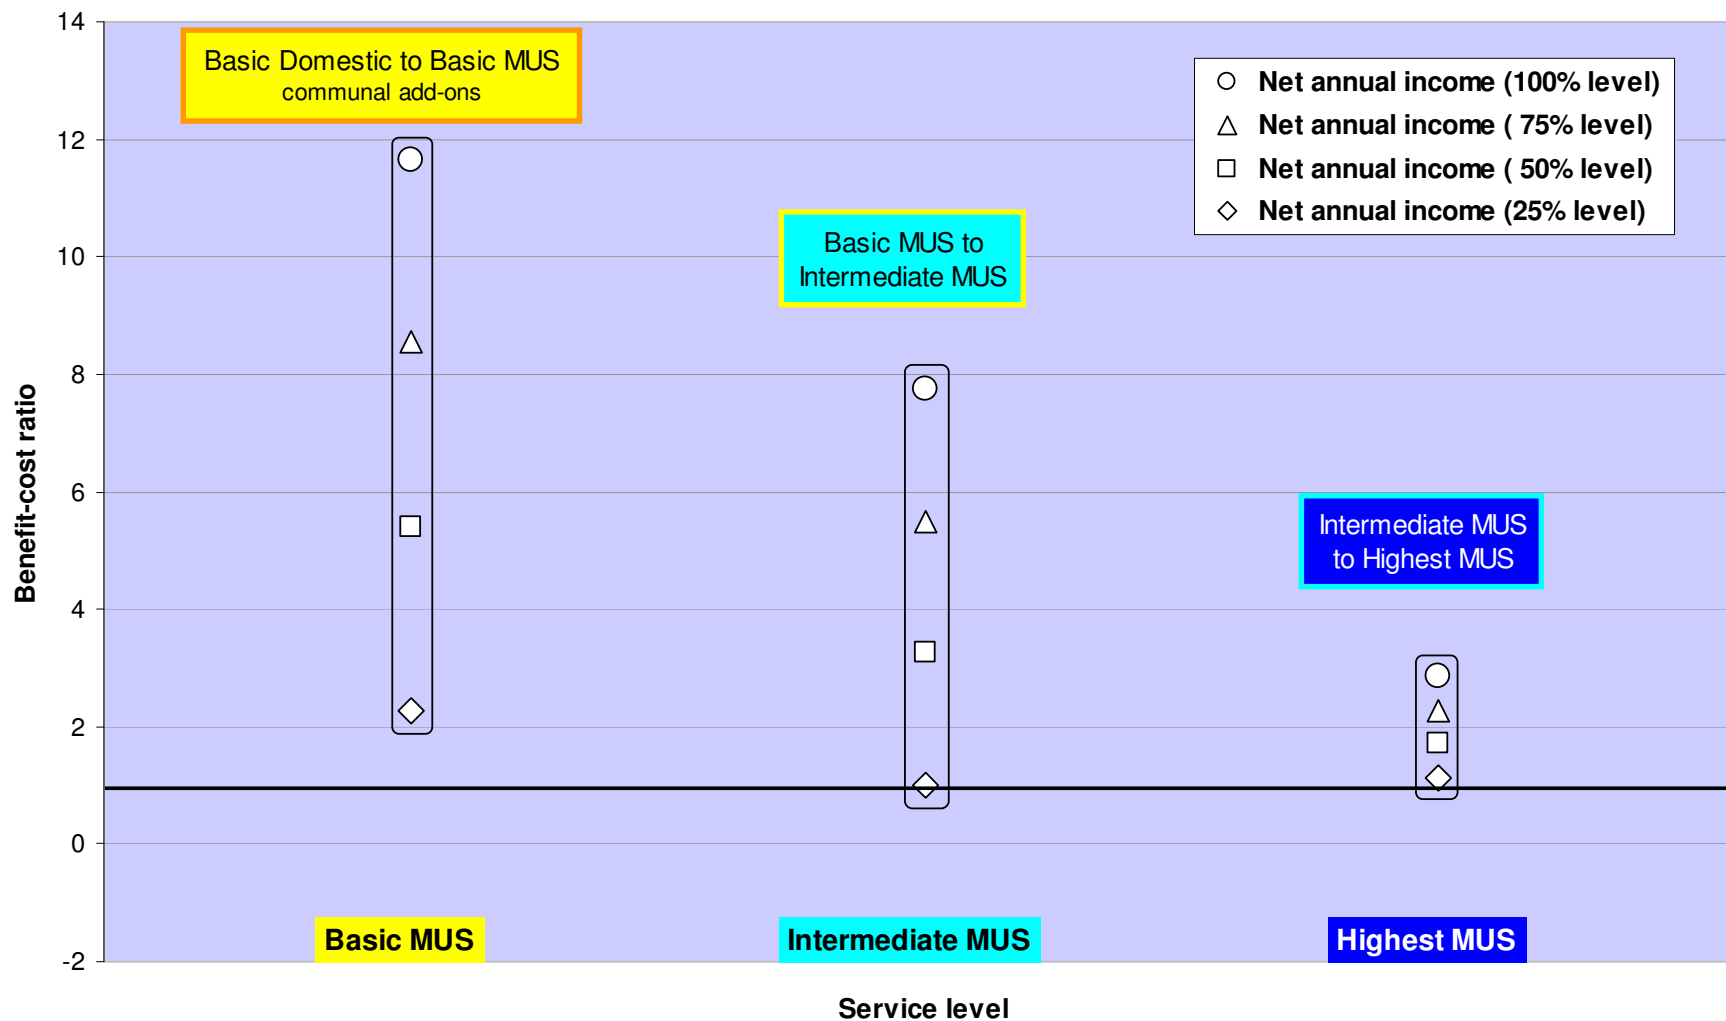 14
12
10
8
6
4
2
0
-2
Benefit-cost ratio
Basic Domestic to Basic MUS
communal add-ons
Basic MUS to
Intermediate MUS
Intermediate MUS
to Highest MUS
Net annual income (100% level)
Net annual income ( 75% level)
Net annual income ( 50% level)
Net annual income (25% level)
Basic MUS
Intermediate MUS
Highest MUS
Service level